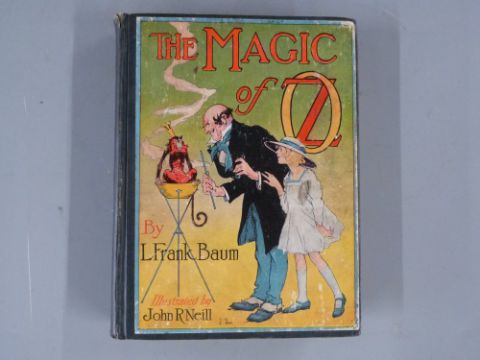 THE MAGIC
of OZ
By
L. Frank Baum
Illustrated by
John R. Neill